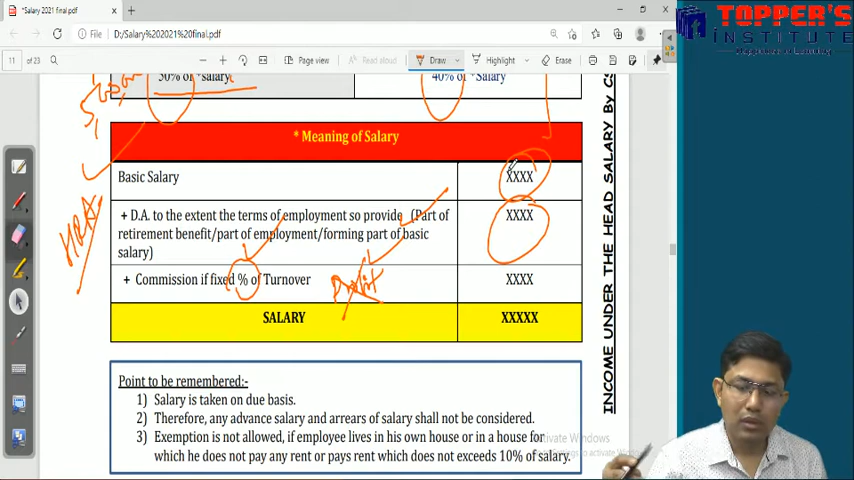 *Salary 2021 final.pdf
File
D:/Salary%202021%20final.pdf
TOPPER'S
INSTITUTE
11
of 23
Page view
Read aloud
Draw
Highlight
Erase
50% of *salary
40% of *Salary
* Meaning of Salary
Basic Salary
XXXX
+ D.A. to the extent the terms of employment so provide (Part of
retirement benefit/part of employment/forming part of basic
salary)
XXXX
+ Commission if fixed % of Turnover
XXXX
Profit
HRA
SALARY
XXXXX
Point to be remembered:-
1) Salary is taken on due basis.
2) Therefore, any advance salary and arrears of salary shall not be considered.
3) Exemption is not allowed, if employee lives in his own house or in a house for
which he does not pay any rent or pays rent which does not exceeds 10% of salary.
INCOME UNDER THE HEAD SALARY By
Activate Windows